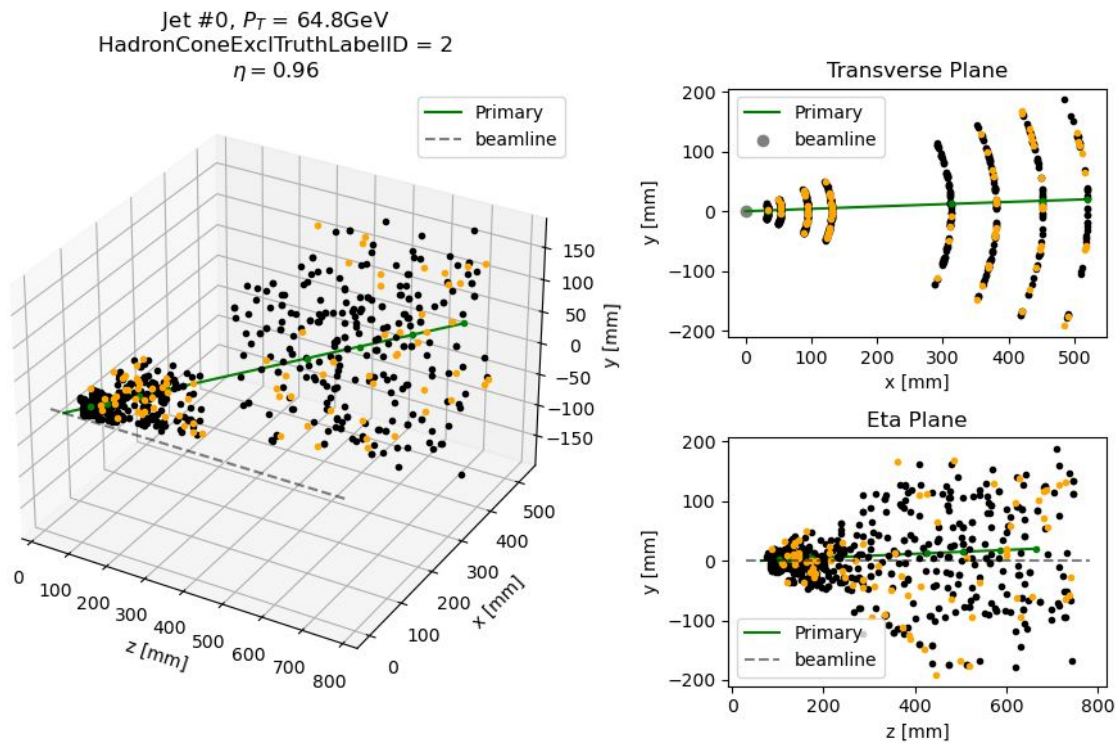 Jet #0, P_T = 64.8GeV
HadronConeExclTruthLabelID = 2
η = 0.96
Primary
beamline
150
100
50
0
−50
−100
−150
y [mm]
500
400
300
200
100
0
x [mm]
0
100
200
300
400
500
600
700
800
z [mm]
Transverse Plane
Primary
beamline
200
100
0
−100
−200
y [mm]
0
100
200
300
400
500
x [mm]
Eta Plane
200
100
0
−100
−200
y [mm]
Primary
beamline
0
200
400
600
800
z [mm]